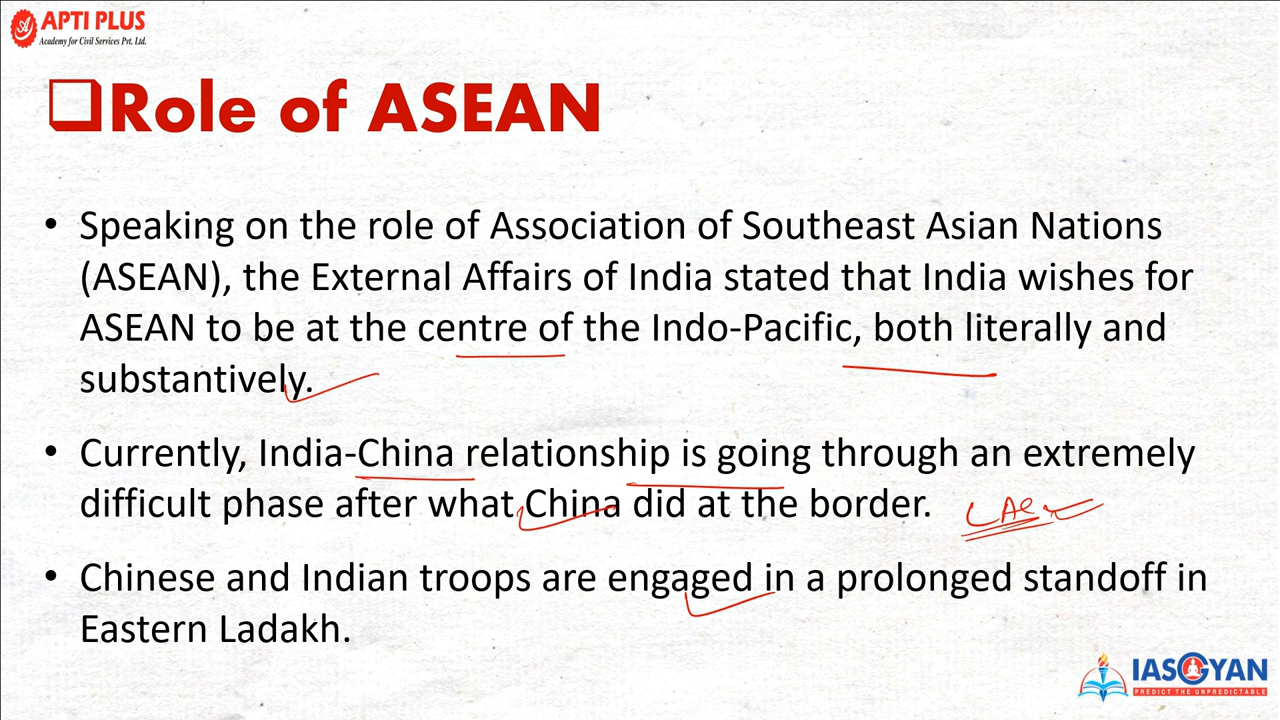 APTI PLUS
Academy for Civil Services Pvt. Ltd.
Role of ASEAN
• Speaking on the role of Association of Southeast Asian Nations
(ASEAN), the External Affairs of India stated that India wishes for
ASEAN to be at the centre of the Indo-Pacific, both literally and
substantively.
• Currently, India-China relationship is going through an extremely
difficult phase after what China did at the border.
• Chinese and Indian troops are engaged in a prolonged standoff in
Eastern Ladakh.
IASGYAN
PREDICT THE UNPREDICTABLE